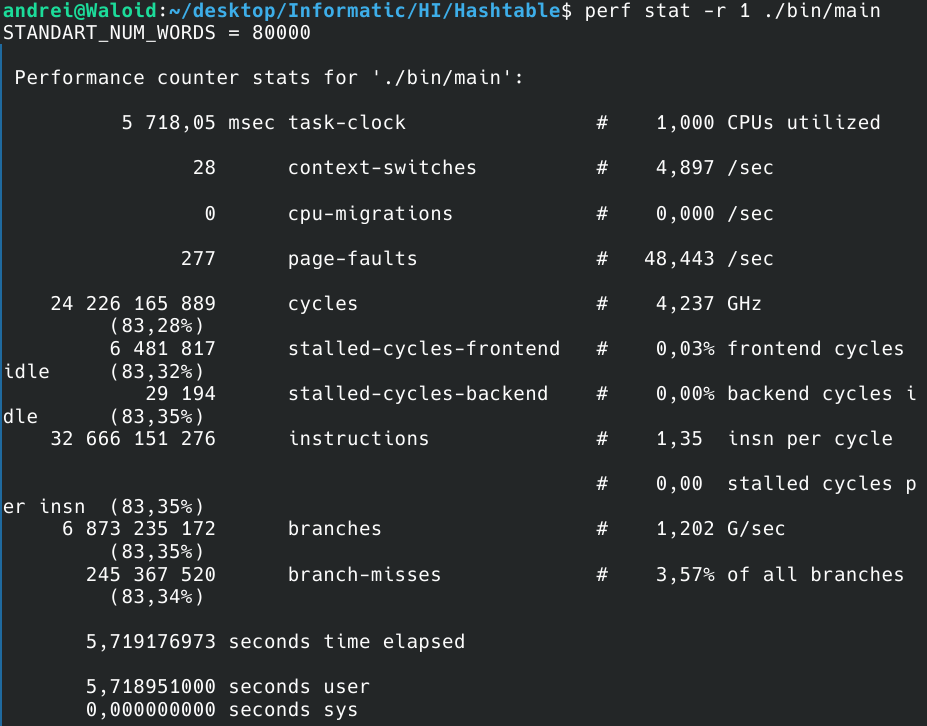 andrei@Waloid:~/desktop/Informatic/HI/Hashtable$ perf stat -r 1 ./bin/main
STANDART_NUM_WORDS = 80000
Performance counter stats for './bin/main':
5 718,05 msec task-clock # 1,000 CPUs utilized
28 context-switches # 4,897 /sec
0 cpu-migrations # 0,000 /sec
277 page-faults # 48,443 /sec
24 226 165 889 cycles # 4,237 GHz
(83,28%)
6 481 817 stalled-cycles-frontend # 0,03% frontend cycles
idle (83,32%)
29 194 stalled-cycles-backend # 0,00% backend cycles i
dle (83,35%)
32 666 151 276 instructions # 1,35 insn per cycle
# 0,00 stalled cycles p
er insn (83,35%)
6 873 235 172 branches # 1,202 G/sec
(83,35%)
245 367 520 branch-misses # 3,57% of all branches
(83,34%)
5,719176973 seconds time elapsed
5,718951000 seconds user
0,000000000 seconds sys